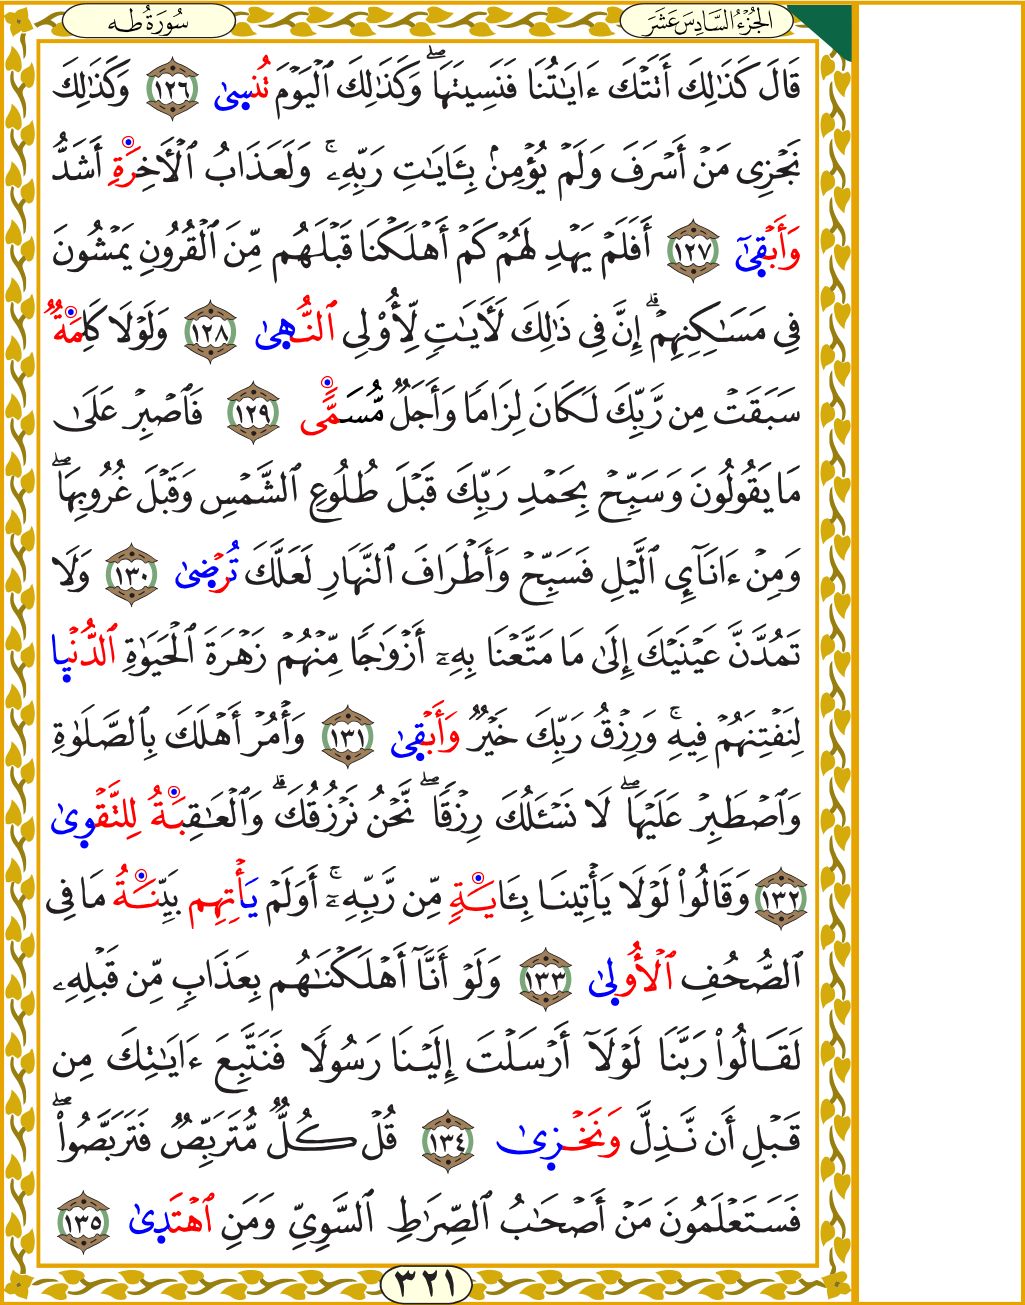 الجُزْءُ السَّادِسَ عَشَرَ
سُورَةُ طه
قَالَ كَذَٰلِكَ أَتَتْكَ ءَايَٰتُنَا فَنَسِيتَهَا ۖ وَكَذَٰلِكَ ٱلْيَوْمَ تُنسِىٰ ١٢٦ وَكَذَٰلِكَ
نَجْزِى مَنْ أَسْرَفَ وَلَمْ يُؤْمِنۢ بِـَٔايَٰتِ رَبِّهِۦ ۚ وَلَعَذَابُ ٱلْأَخِرَةِ أَشَدُّ
وَأَبْقِىٰٓ ١٢٧ أَفَلَمْ يَهْدِ لَهُمْ كَمْ أَهْلَكْنَا قَبْلَهُم مِّنَ ٱلْقُرُونِ يَمْشُونَ
فِى مَسَٰكِنِهِمْ ۗ إِنَّ فِى ذَٰلِكَ لَأَيَٰتٍ لِّأُو۟لِى ٱلنُّهِىٰ ١٢٨ وَلَوْلَا كَلِمَةٌ
سَبَقَتْ مِن رَّبِّكَ لَكَانَ لِزَامًا وَأَجَلٌ مُّسَمًّى ١٢٩ فَٱصْبِرْ عَلَىٰ
مَا يَقُولُونَ وَسَبِّحْ بِحَمْدِ رَبِّكَ قَبْلَ طُلُوعِ ٱلشَّمْسِ وَقَبْلَ غُرُوبِهَا ۖ
وَمِنْ ءَانَآئِ ٱلَّيْلِ فَسَبِّحْ وَأَطْرَافَ ٱلنَّهَارِ لَعَلَّكَ تُرْضِىٰ ١٣٠ وَلَا
تَمُدَّنَّ عَيْنَيْكَ إِلَىٰ مَا مَتَّعْنَا بِهِۦٓ أَزْوَٰجًا مِّنْهُمْ زَهْرَةَ ٱلْحَيَوٰةِ ٱلدُّنْيِا
لِنَفْتِنَهُمْ فِيهِ ۚ وَرِزْقُ رَبِّكَ خَيْرٌ وَأَبْقِىٰ ١٣١ وَأْمُرْ أَهْلَكَ بِٱلصَّلَوٰةِ
وَٱصْطَبِرْ عَلَيْهَا ۖ لَا نَسْـَٔلُكَ رِزْقًا ۖ نَّحْنُ نَرْزُقُكَ ۗ وَٱلْعَٰقِبَةُ لِلتَّقْوِىٰ
١٣٢ وَقَالُوا۟ لَوْلَا يَأْتِينَا بِـَٔايَةٍ مِّن رَّبِّهِۦٓ ۚ أَوَلَمْ يَأْتِهِم بَيِّنَةُ مَا فِى
ٱلصُّحُفِ ٱلْأُولِىٰ ١٣٣ وَلَوْ أَنَّآ أَهْلَكْنَٰهُم بِعَذَابٍ مِّن قَبْلِهِۦ
لَقَالُوا۟ رَبَّنَا لَوْلَآ أَرْسَلْتَ إِلَيْنَا رَسُولًا فَنَتَّبِعَ ءَايَٰتِكَ مِن
قَبْلِ أَن نَّذِلَّ وَنَخْزِىٰ ١٣٤ قُلْ كُلٌّ مُّتَرَبِّصٌ فَتَرَبَّصُوا۟ ۖ
فَسَتَعْلَمُونَ مَنْ أَصْحَٰبُ ٱلصِّرَٰطِ ٱلسَّوِىِّ وَمَنِ ٱهْتَدِىٰ ١٣٥
٣٢١